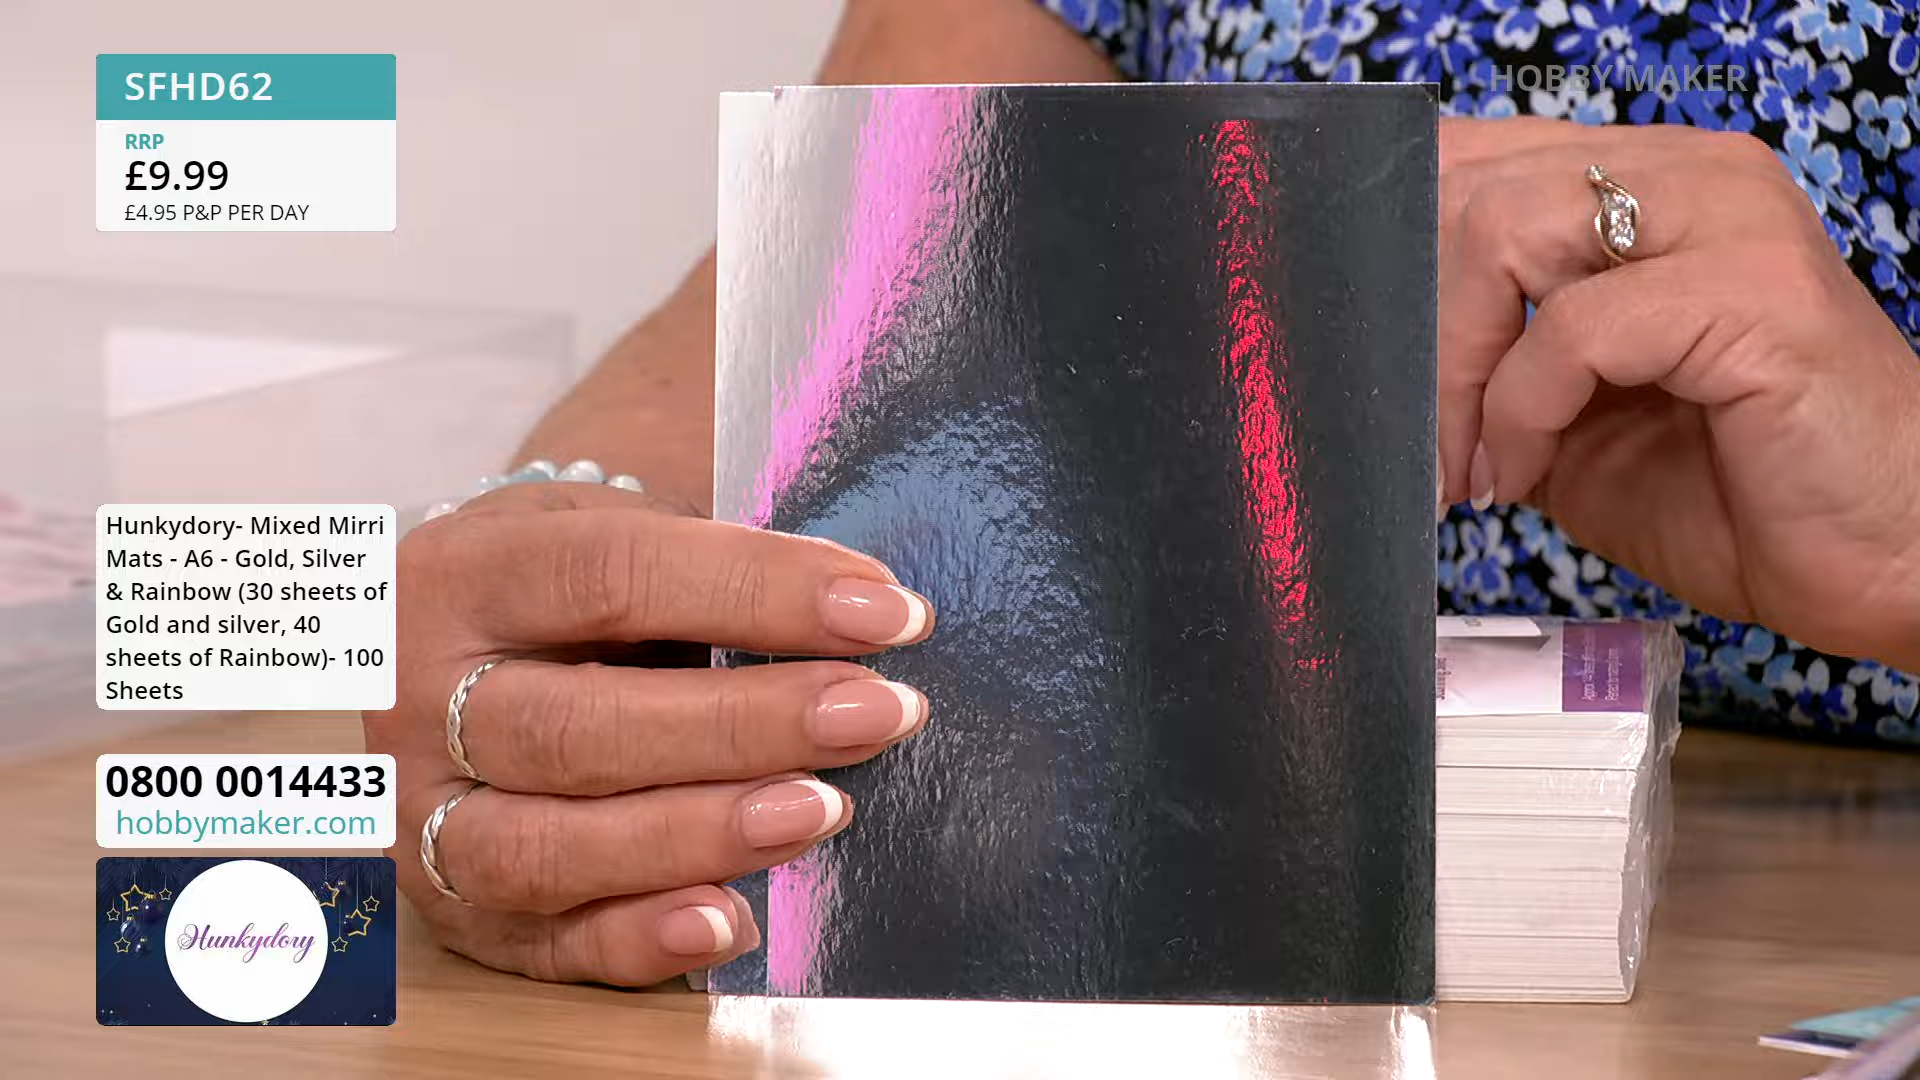 SFHD62
RRP
£9.99
£4.95 P&P PER DAY
HOBBY MAKER
Hunkydory- Mixed Mirri
Mats - A6 - Gold, Silver
& Rainbow (30 sheets of
Gold and silver, 40
sheets of Rainbow)- 100
Sheets
0800 0014433
hobbymaker.com
Hunkydory